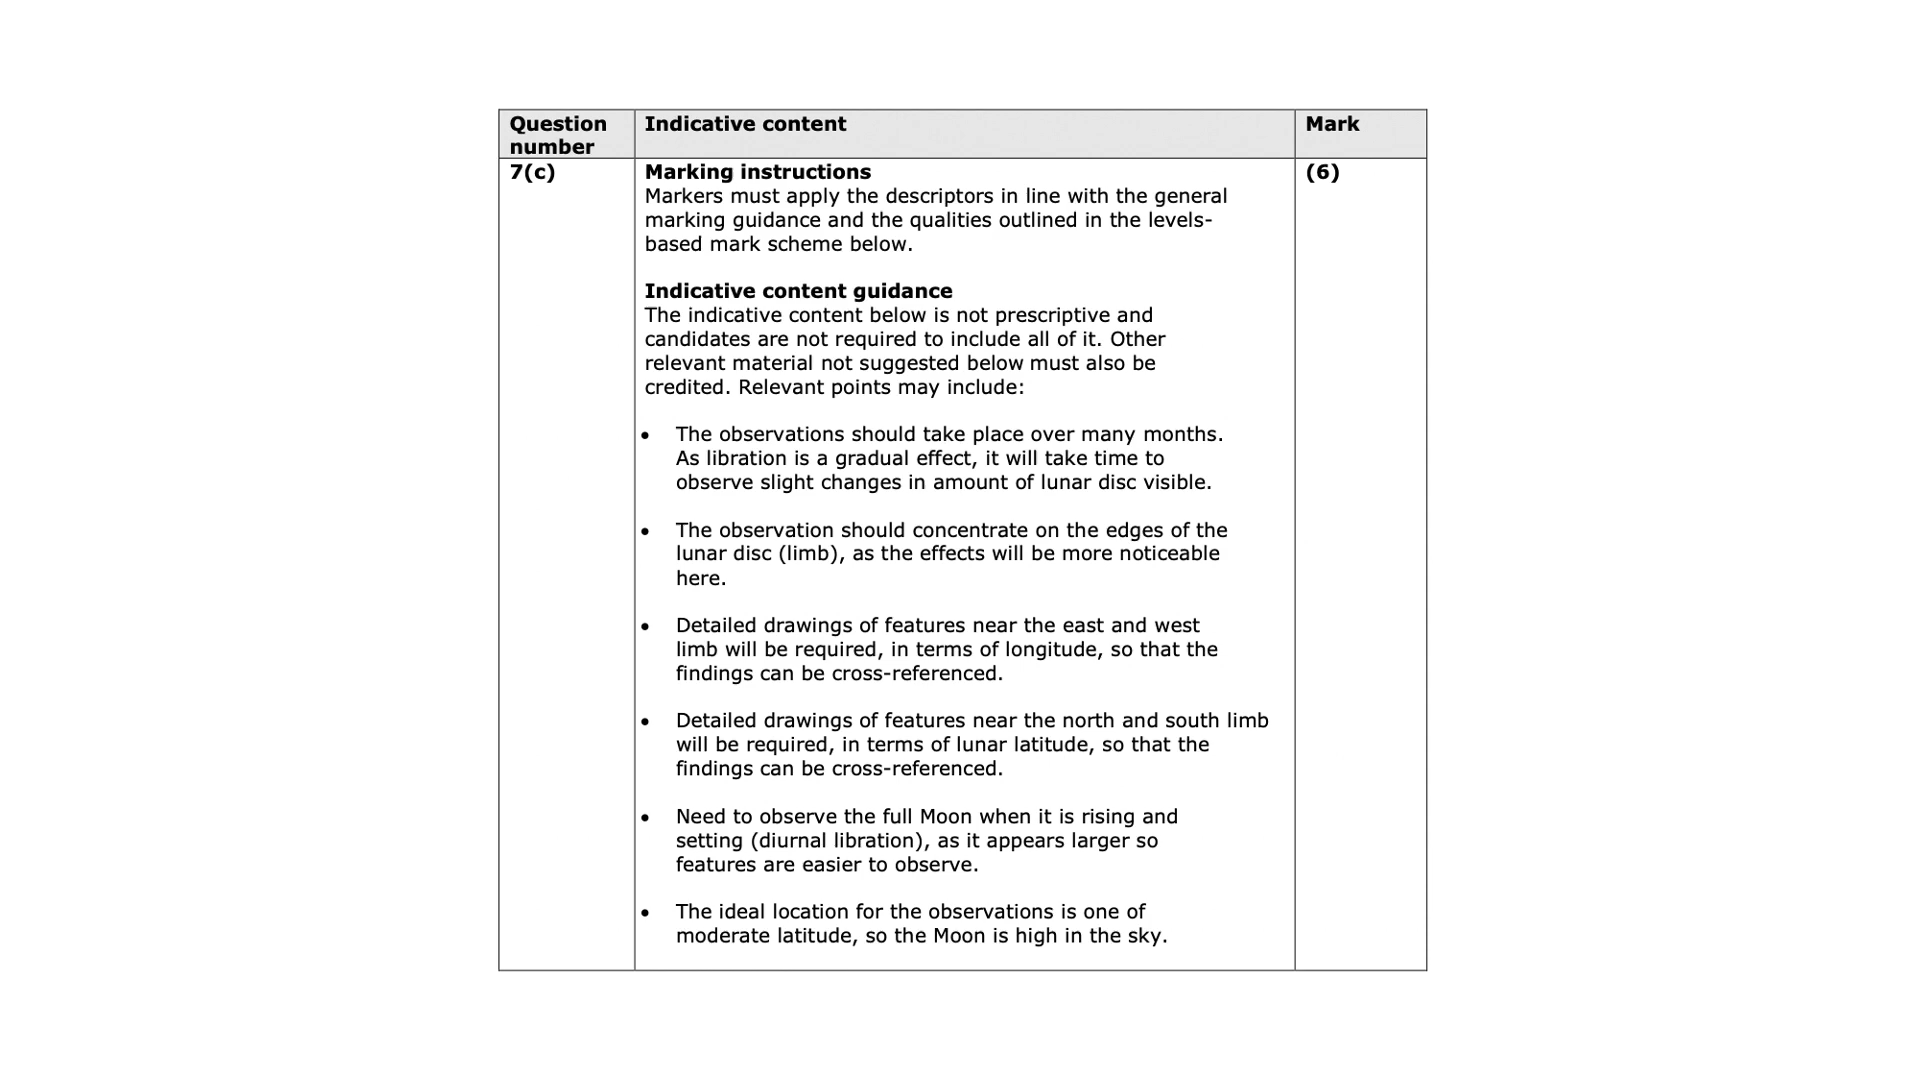 Question number
Indicative content
Mark
7(c)
Marking instructions
(6)
Markers must apply the descriptors in line with the general
marking guidance and the qualities outlined in the levels-
based mark scheme below.
Indicative content guidance
The indicative content below is not prescriptive and
candidates are not required to include all of it. Other
relevant material not suggested below must also be
credited. Relevant points may include:
• The observations should take place over many months.
As libration is a gradual effect, it will take time to
observe slight changes in amount of lunar disc visible.
• The observation should concentrate on the edges of the
lunar disc (limb), as the effects will be more noticeable
here.
• Detailed drawings of features near the east and west
limb will be required, in terms of longitude, so that the
findings can be cross-referenced.
• Detailed drawings of features near the north and south limb
will be required, in terms of lunar latitude, so that the
findings can be cross-referenced.
• Need to observe the full Moon when it is rising and
setting (diurnal libration), as it appears larger so
features are easier to observe.
• The ideal location for the observations is one of
moderate latitude, so the Moon is high in the sky.